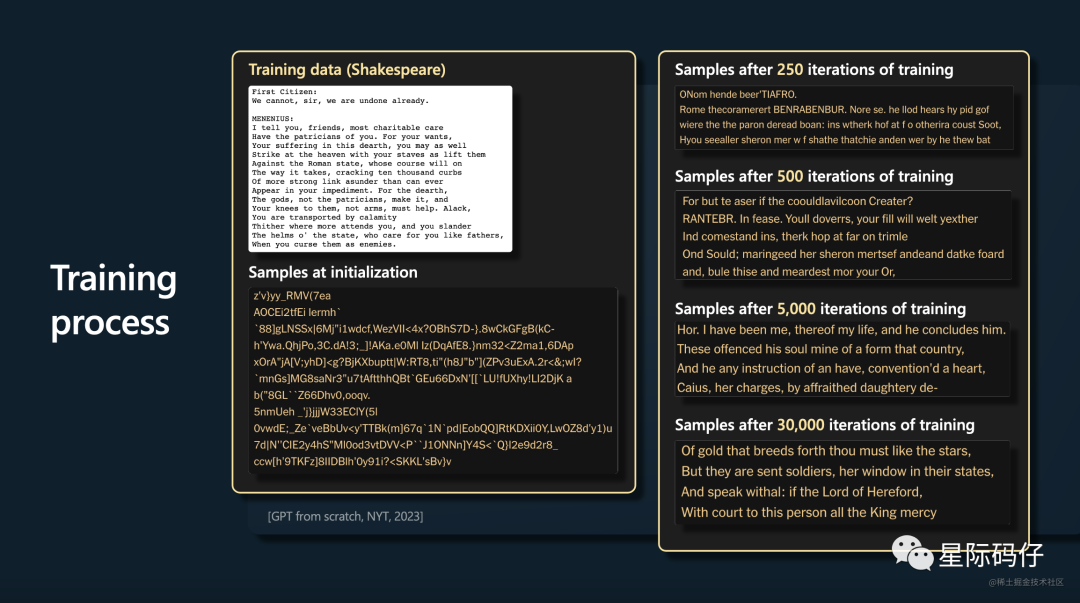 Training
process
Training data (Shakespeare)
First Citizen:
We cannot, sir, we are undone already.
MENENIUS:
I tell you, friends, most charitable care
Have the patricians of you. For your wants,
Your suffering in this dearth, you may as well
Strike at the heaven with your staves as lift them
Against the Roman state, whose course will on
The way it takes, cracking ten thousand curbs
Of more strong link asunder than can ever
Appear in your impediment. For the dearth,
The gods, not the patricians, make it, and
Your knees to them, not arms, must help. Alack,
You are transported by calamity
Thither where more attends you, and you slander
The helms o' the state, who care for you like fathers,
When you curse them as enemies.
Samples at initialization
z'v}yy_RMV(7ea
AOCEi2tfEi lermh`
`88]gLNSSx|6Mj"i1wdcf,WezVII<4x?OBhS7D-}.8wCkGFgB(kC-
h'Ywa.QhjPo,3C.dA!3;_]!AKa.e0MI Iz(DqAfE8.}nm32<Z2ma1,6DAp
xOrA"jA[V;yhD]<g?BjKXbuptt|W:RT8,ti"(h8J"b"](ZPv3uExA.2r<&;wI?
`mnGs]MG8saNr3"u7tAftthhQBt`GEu66DxN'[[`LU!fUXhy!LI2DjK a
b("8GL``Z66Dhv0,ooqv.
5nmUeh _'j}jjjW33EClY(5l
0vwdE;_Ze`veBbUv<y'TTBk(m]67q`1N`pd|EobQQ]RtKDXii0Y,LwOZ8d'y1)u
7d|N''ClE2y4hS"Ml0od3vtDVV<P``J1ONNn]Y4S<`Q}l2e9d2r8_
ccw[h'9TKFz]8IIDBlh'0y91i?<SKKL'sBv}v
[GPT from scratch, NYT, 2023]
Samples after 250 iterations of training
ONom hende beer'TIAFRO.
Rome thecoramerert BENRABENBUR. Nore se. he llod hears hy pid gof
wiere the the paron deread boan: ins wtherk hof at f o otherira coust Soot,
Hyou seealler sheron mer w f shathe thatchie anden wer by he thew bat
Samples after 500 iterations of training
For but te aser if the coouldlavilcoon Creater?
RANTEBR. In fease. Youll doverrs, your fill will welt yexther
Ind comestand ins, therk hop at far on trimle
Ond Sould; maringeed her sheron mertsef andeand datke foard
and, bule thise and meardest mor your Or,
Samples after 5,000 iterations of training
Hor. I have been me, thereof my life, and he concludes him.
These offenced his soul mine of a form that country,
And he any instruction of an have, convention'd a heart,
Caius, her charges, by affraithed daughtery de-
Samples after 30,000 iterations of training
Of gold that breeds forth thou must like the stars,
But they are sent soldiers, her window in their states,
And speak withal: if the Lord of Hereford,
With court to this person all the King mercy
星际码仔
@稀土掘金技术社区